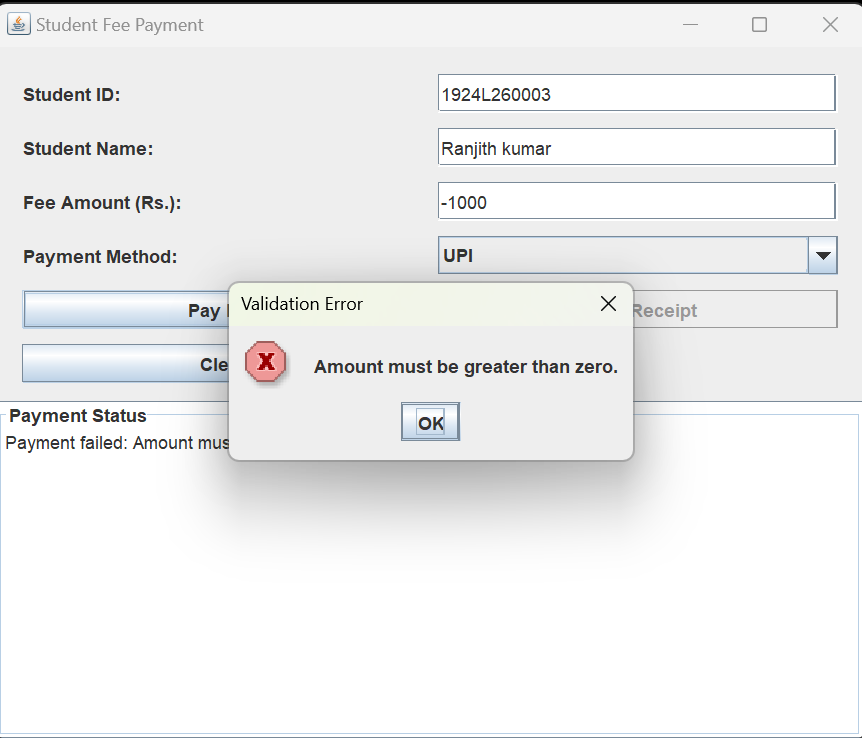 Student Fee Payment
Student ID: 1924L260003
Student Name: Ranjith kumar
Fee Amount (Rs.): -1000
Payment Method: UPI
Validation Error
Pay
Receipt
Amount must be greater than zero.
OK
Payment Status
Payment failed: Amount